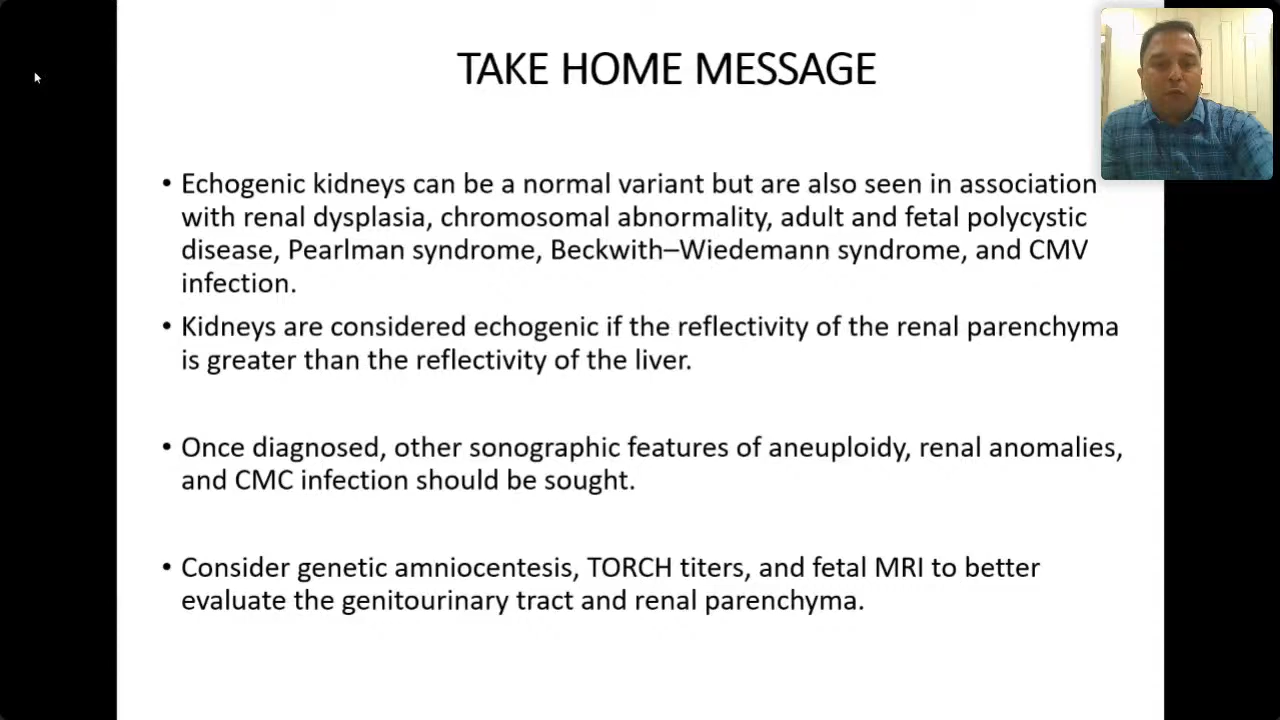 TAKE HOME MESSAGE
• Echogenic kidneys can be a normal variant but are also seen in association
with renal dysplasia, chromosomal abnormality, adult and fetal polycystic
disease, Pearlman syndrome, Beckwith–Wiedemann syndrome, and CMV
infection.
• Kidneys are considered echogenic if the reflectivity of the renal parenchyma
is greater than the reflectivity of the liver.
• Once diagnosed, other sonographic features of aneuploidy, renal anomalies,
and CMC infection should be sought.
• Consider genetic amniocentesis, TORCH titers, and fetal MRI to better
evaluate the genitourinary tract and renal parenchyma.